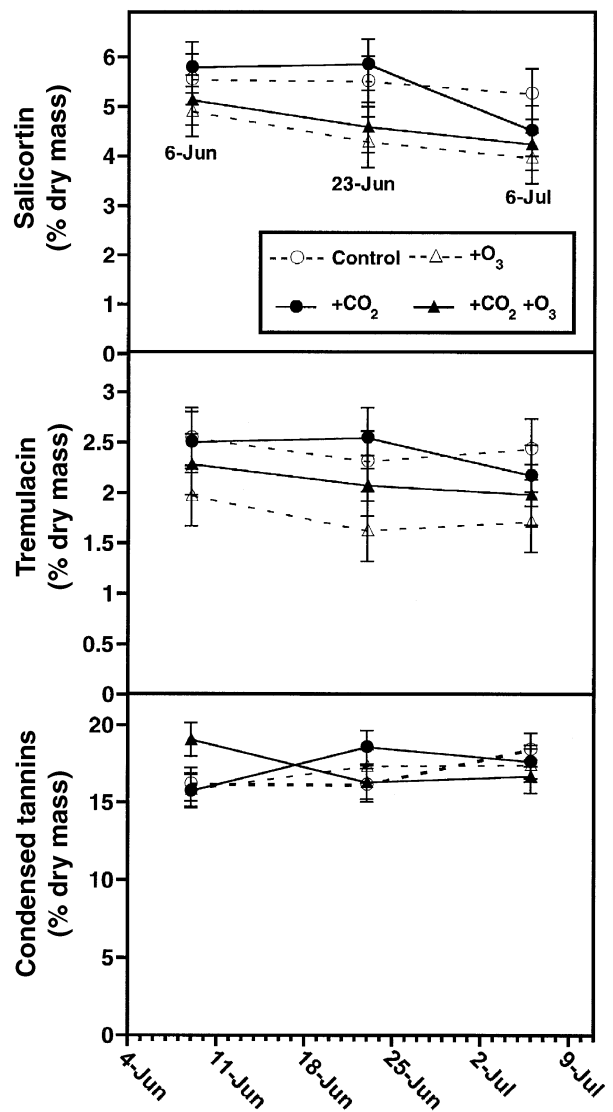 Salicortin
(% dry mass)
6
5
4
3
2
1
0
6-Jun
23-Jun
6-Jul
Control
+O3
+CO2
+CO2 +O3
Tremulacin
(% dry mass)
3
2.5
2
1.5
1
0.5
0
Condensed tannins
(% dry mass)
20
15
10
5
0
4-Jun
11-Jun
18-Jun
25-Jun
2-Jul
9-Jul